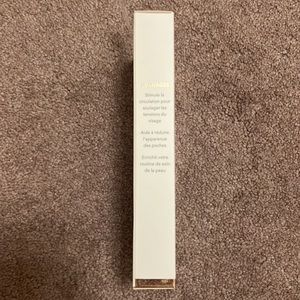 Stimule la
circulation pour
soulager les
tensions du
visage
Aide à réduire
l'apparence
des poches
Enrichit votre
routine de soin
de la peau